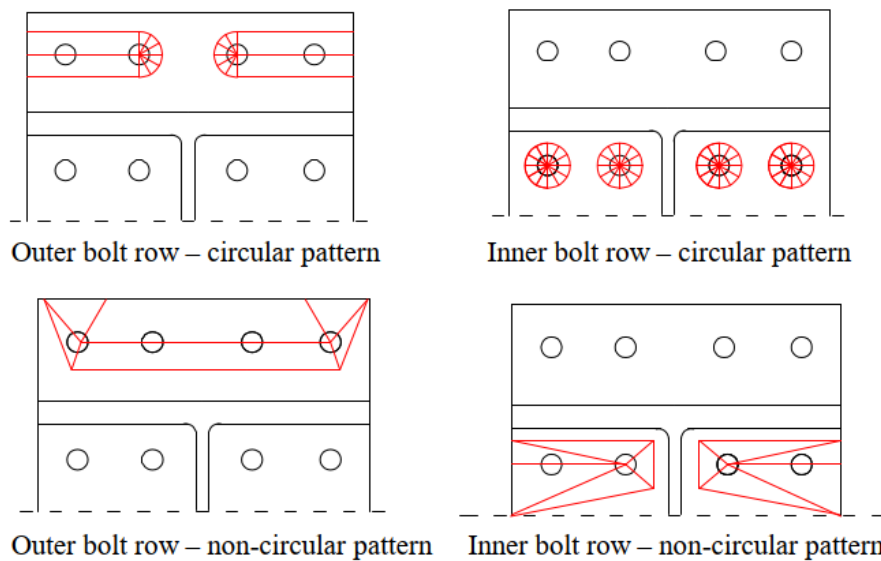 Outer bolt row – circular pattern
Inner bolt row – circular pattern
Outer bolt row – non-circular pattern
Inner bolt row – non-circular pattern